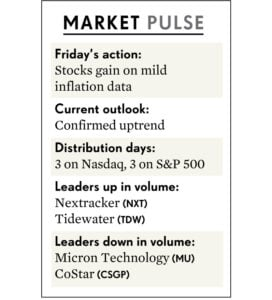 MARKET PULSE
Friday's action:
Stocks gain on mild
inflation data
Current outlook:
Confirmed uptrend
Distribution days:
3 on Nasdaq, 3 on S&P 500
Leaders up in volume:
Nextracker (NXT)
Tidewater (TDW)
Leaders down in volume:
Micron Technology (MU)
CoStar (CSGP)